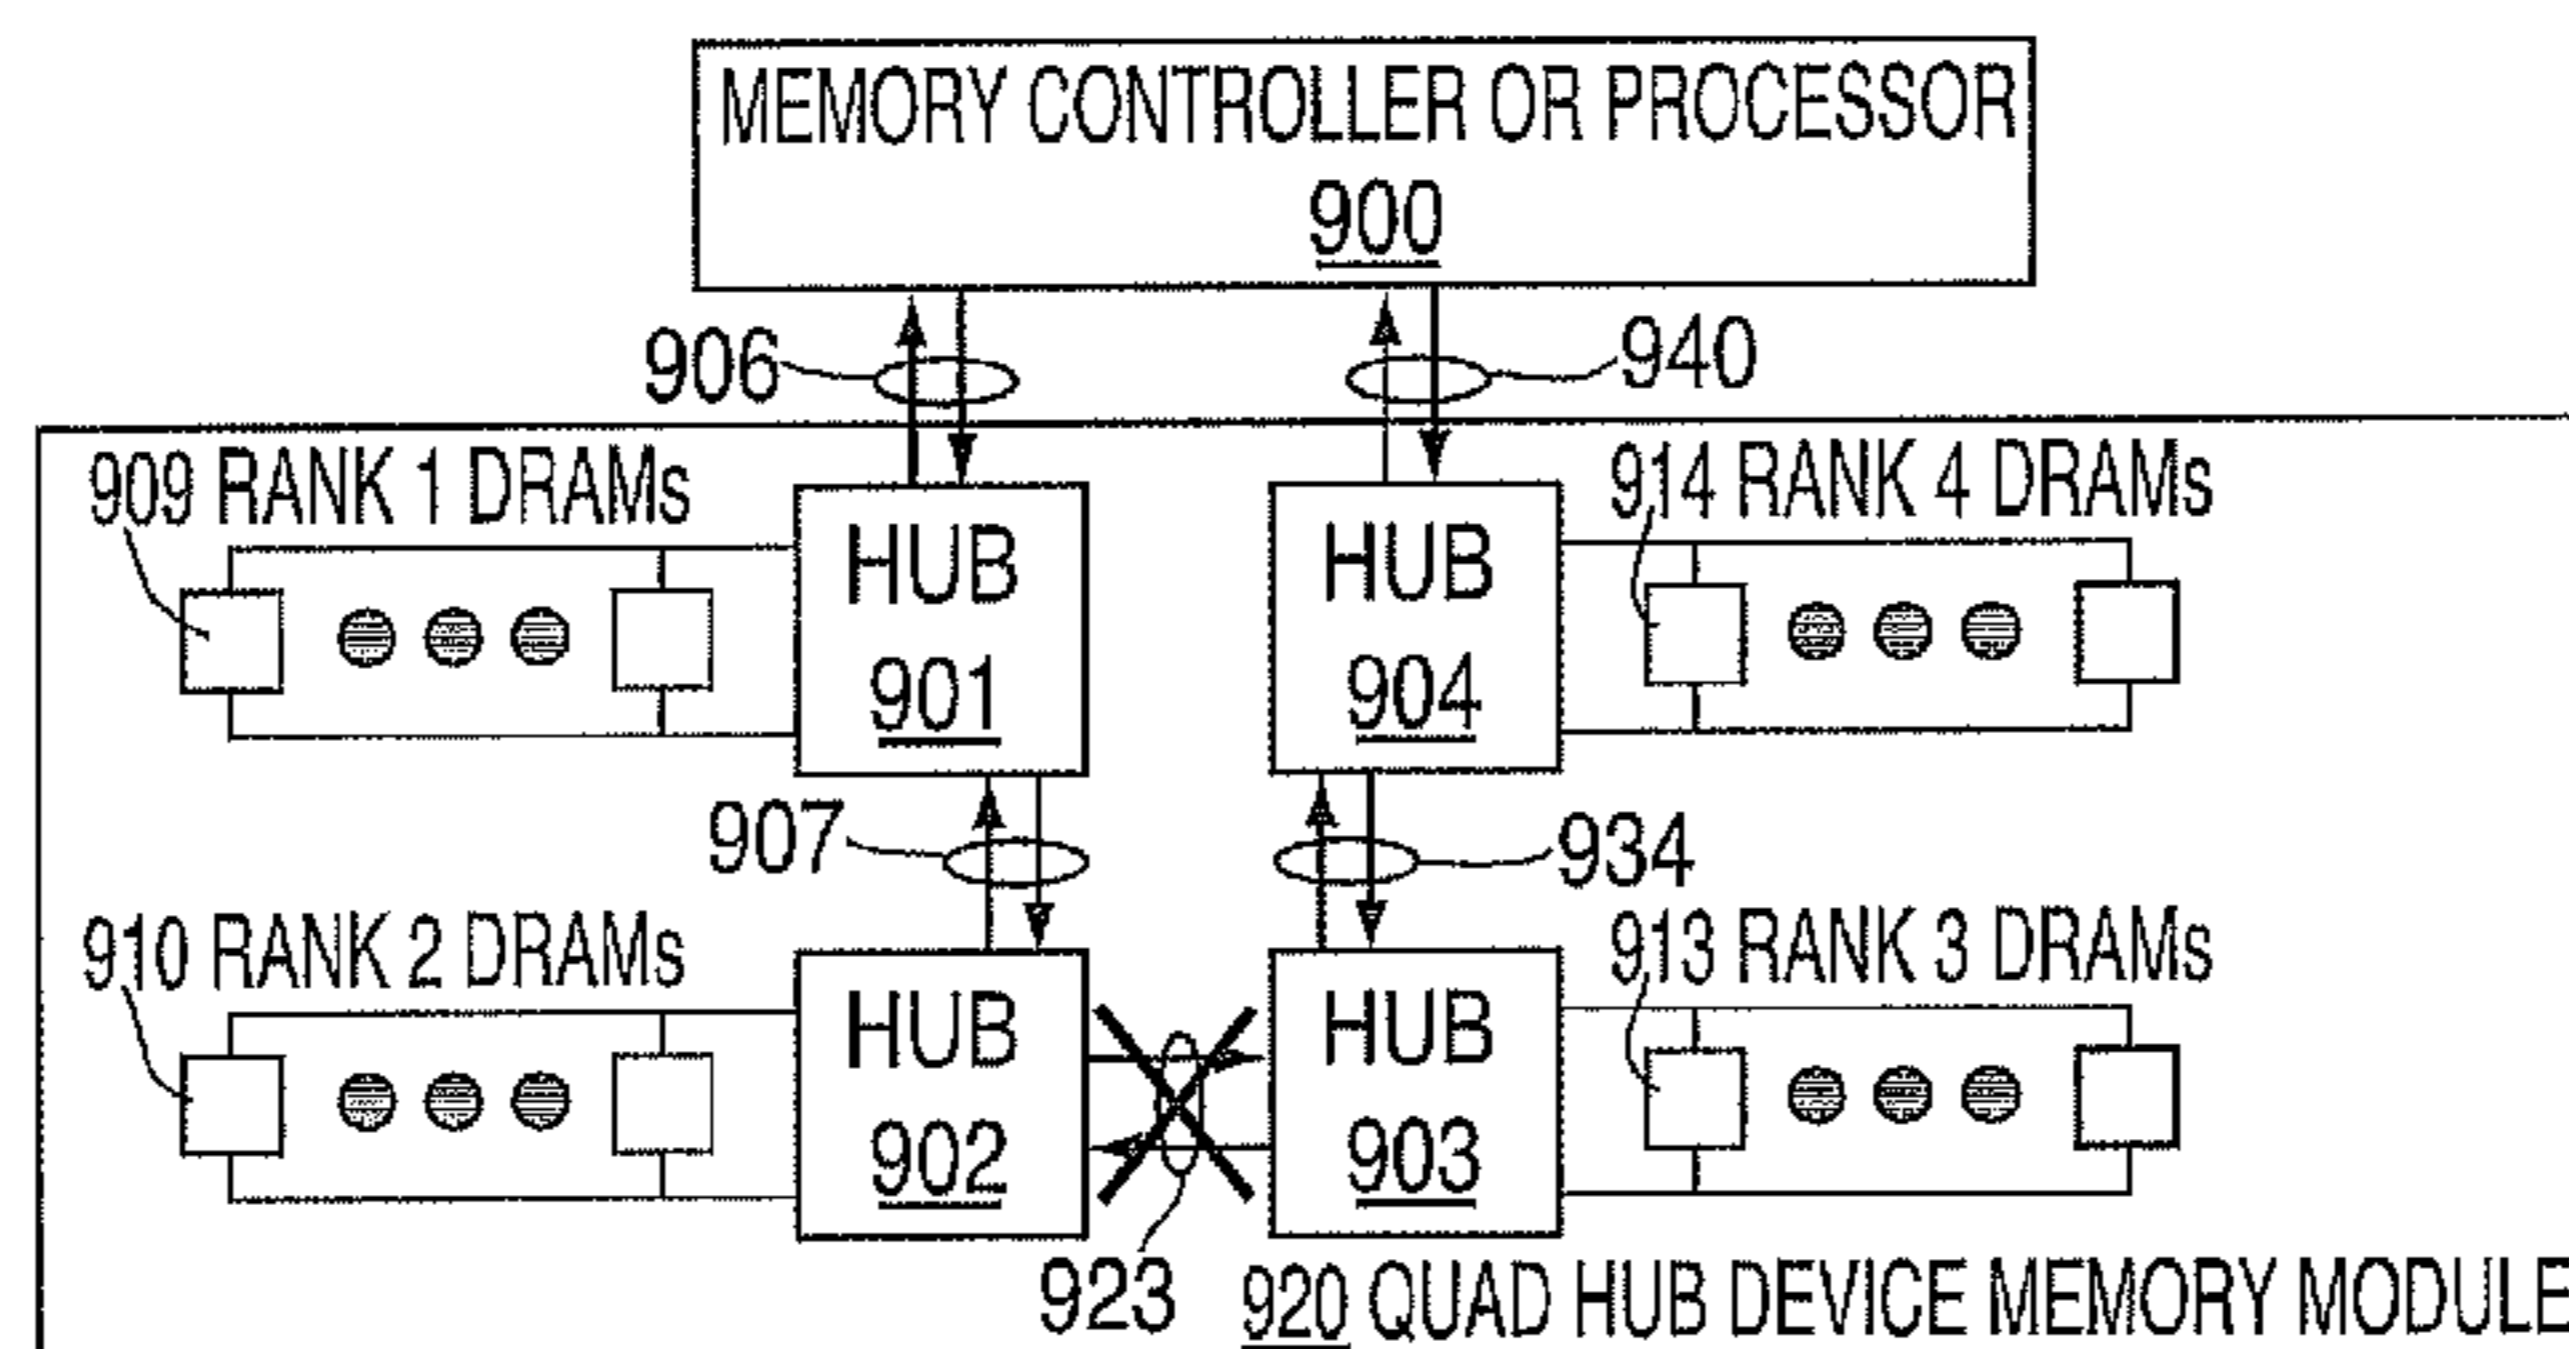 MEMORY CONTROLLER OR PROCESSOR
900
906
940
909 RANK 1 DRAMs
914 RANK 4 DRAMs
HUB
901
HUB
904
907
934
910 RANK 2 DRAMs
913 RANK 3 DRAMs
HUB
902
HUB
903
923
920 QUAD HUB DEVICE MEMORY MODULE